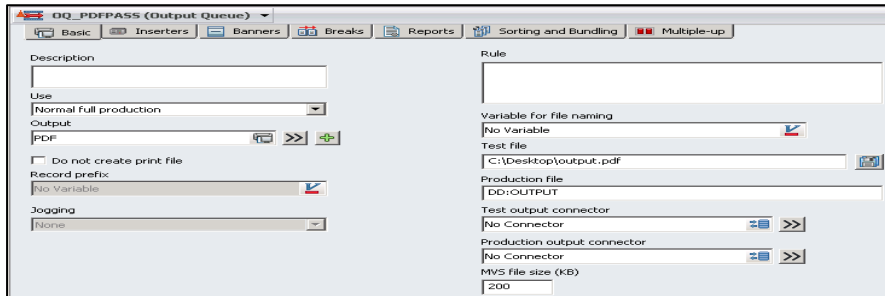 OQ_PDFPASS (Output Queue)
Basic Inserters Banners Breaks Reports Sorting and Bundling Multiple-up
Description
Use
Normal full production
Output
PDF
Do not create print file
Record prefix
No Variable
Jogging
None
Rule
Variable for file naming
No Variable
Test file
C:\Desktop\output.pdf
Production file
DD:OUTPUT
Test output connector
No Connector
Production output connector
No Connector
MVS file size (KB)
200